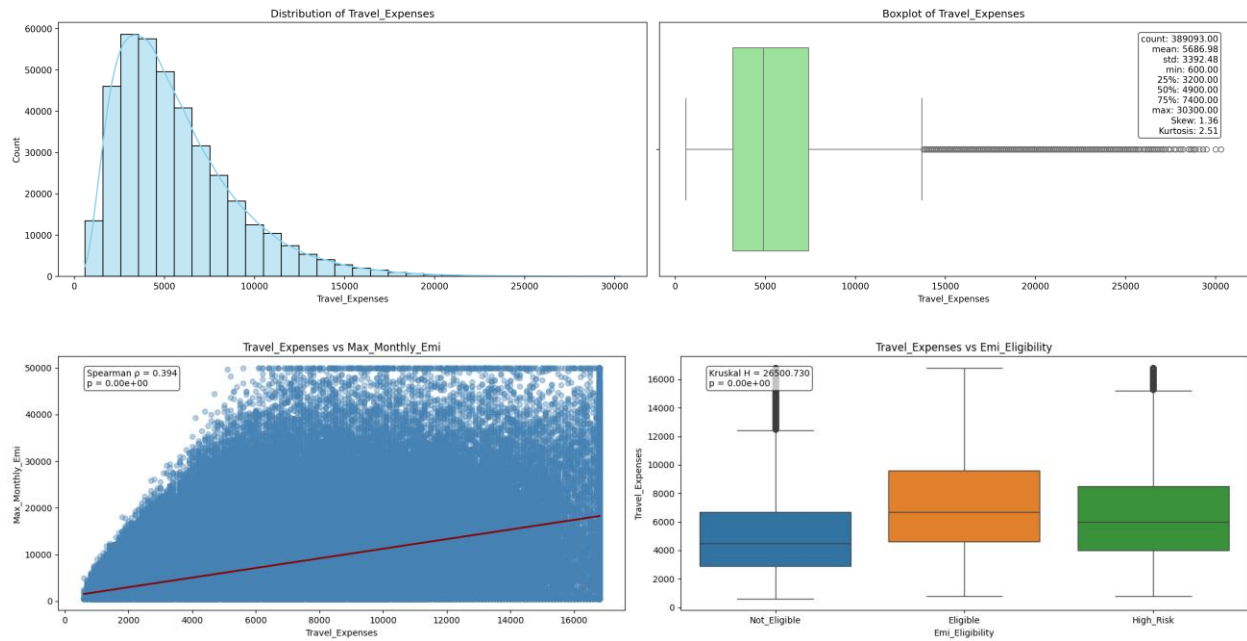 Distribution of Travel_Expenses
60000
50000
40000
30000
20000
10000
0
Count
0 5000 10000 15000 20000 25000 30000
Travel_Expenses
Boxplot of Travel_Expenses
count: 389093.00
mean: 5686.98
std: 3392.48
min: 600.00
25%: 3200.00
50%: 4900.00
75%: 7400.00
max: 30300.00
Skew: 1.36
Kurtosis: 2.51
0 5000 10000 15000 20000 25000 30000
Travel_Expenses
Travel_Expenses vs Max_Monthly_Emi
Spearman ρ = 0.394
p = 0.00e+00
50000
40000
30000
20000
10000
0
Max_Monthly_Emi
0 2000 4000 6000 8000 10000 12000 14000 16000
Travel_Expenses
Travel_Expenses vs Emi_Eligibility
Kruskal H = 26500.730
p = 0.00e+00
16000
14000
12000
10000
8000
6000
4000
2000
0
Travel_Expenses
Not_Eligible Eligible High_Risk
Emi_Eligibility